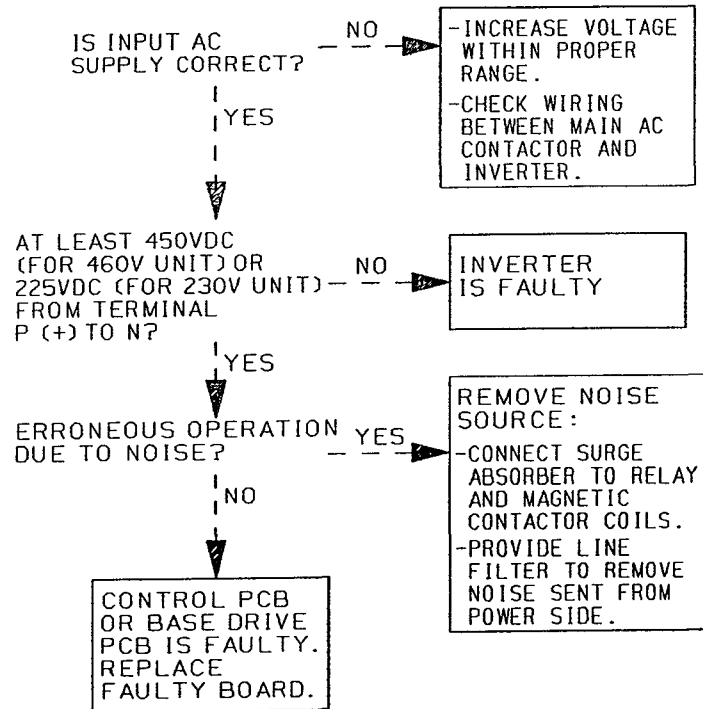 IS INPUT AC
SUPPLY CORRECT?
NO
-INCREASE VOLTAGE
WITHIN PROPER
RANGE.
-CHECK WIRING
BETWEEN MAIN AC
CONTACTOR AND
INVERTER.
YES
AT LEAST 450VDC
(FOR 460V UNIT) OR
225VDC (FOR 230V UNIT)
FROM TERMINAL
P (+) TO N?
NO
INVERTER
IS FAULTY
YES
ERRONEOUS OPERATION
DUE TO NOISE?
YES
REMOVE NOISE
SOURCE:
-CONNECT SURGE
ABSORBER TO RELAY
AND MAGNETIC
CONTACTOR COILS.
-PROVIDE LINE
FILTER TO REMOVE
NOISE SENT FROM
POWER SIDE.
NO
CONTROL PCB
OR BASE DRIVE
PCB IS FAULTY.
REPLACE
FAULTY BOARD.